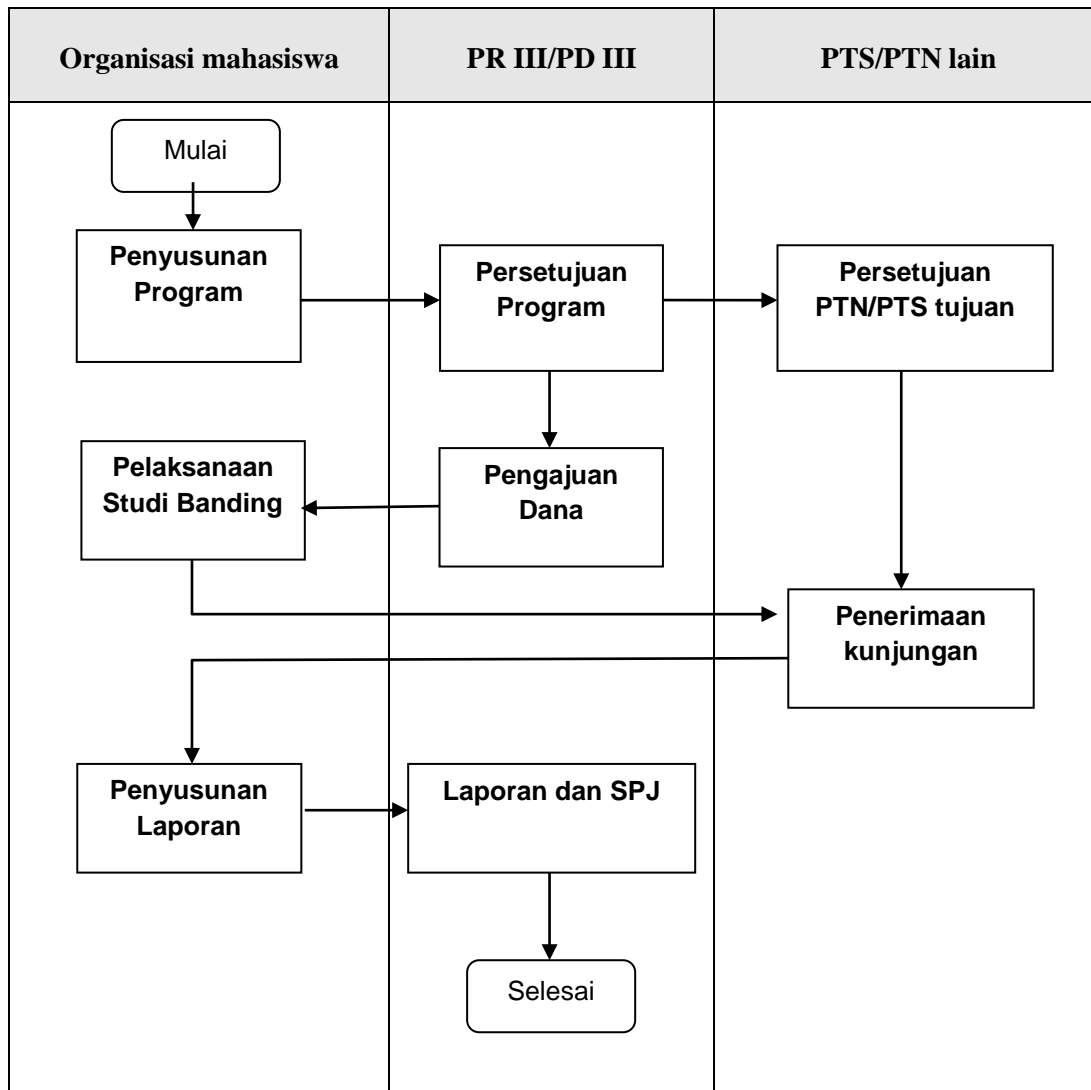 Organisasi mahasiswa
PR III/PD III
PTS/PTN lain
Mulai
Penyusunan
Program
Persetujuan
Program
Persetujuan
PTN/PTS tujuan
Pelaksanaan
Studi Banding
Pengajuan
Dana
Penerimaan
kunjungan
Penyusunan
Laporan
Laporan dan SPJ
Selesai